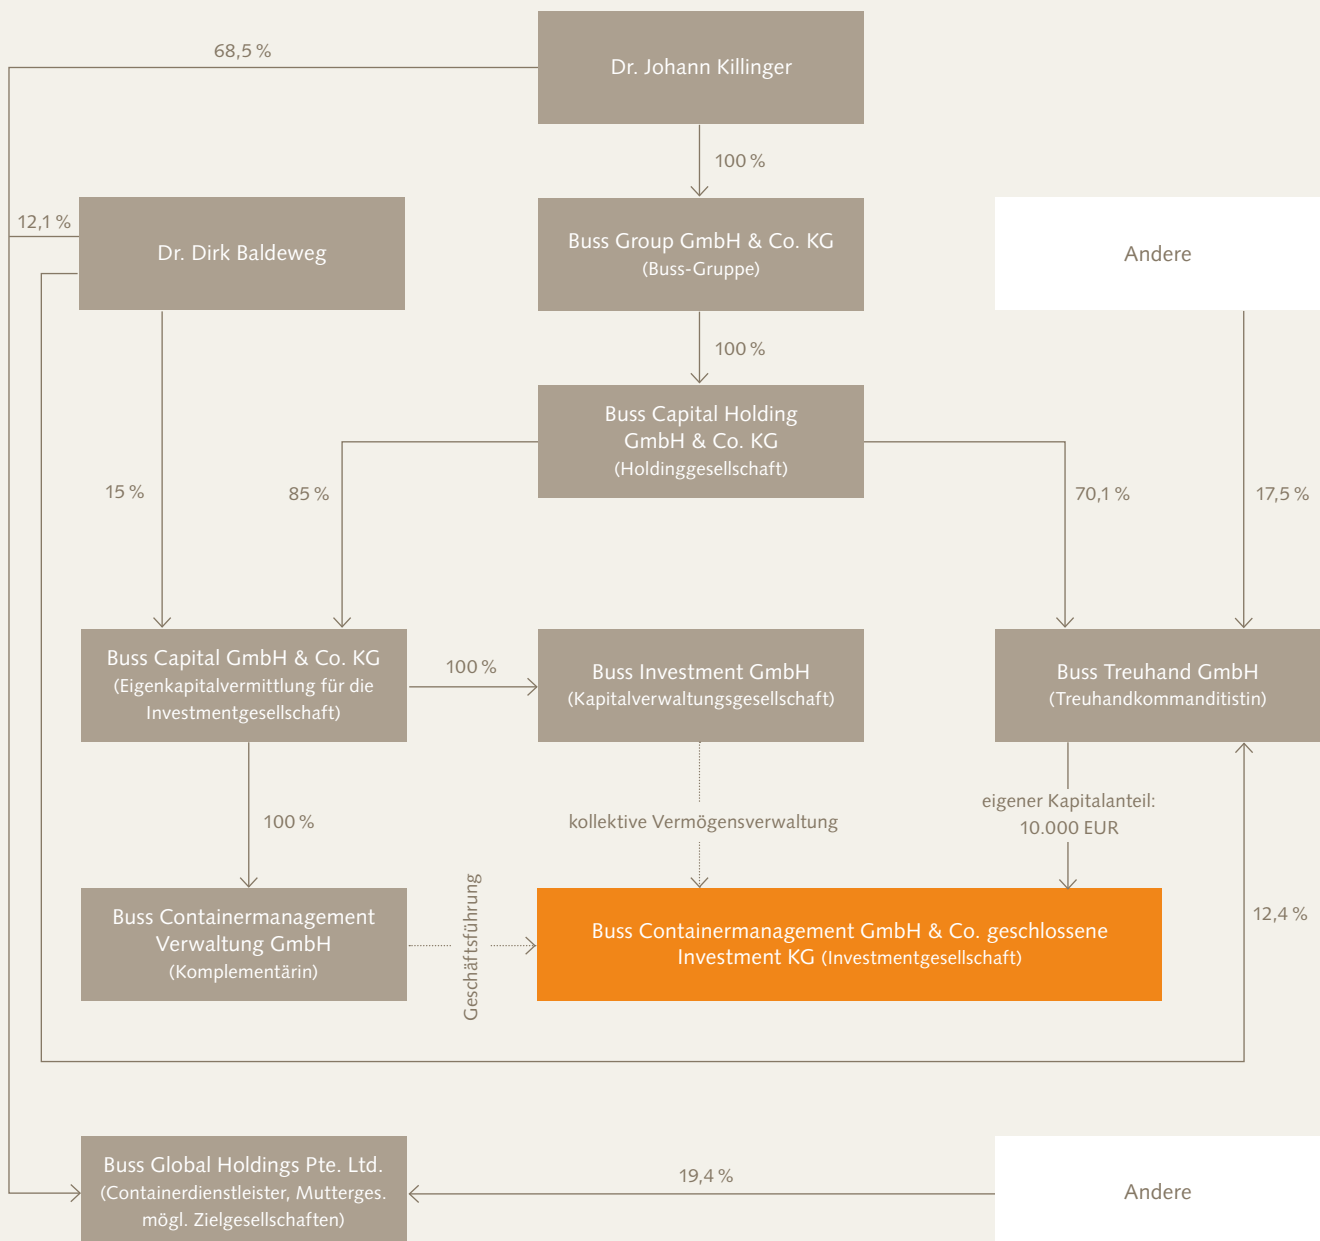 68,5 %
Dr. Johann Killinger
100 %
12,1 %
Dr. Dirk Baldeweg
Buss Group GmbH & Co. KG
(Buss-Gruppe)
Andere
100 %
Buss Capital Holding
GmbH & Co. KG
(Holdinggesellschaft)
15 %
85 %
70,1 %
17,5 %
Buss Capital GmbH & Co. KG
(Eigenkapitalvermittlung für die
Investmentgesellschaft)
100 %
Buss Investment GmbH
(Kapitalverwaltungsgesellschaft)
Buss Treuhand GmbH
(Treuhandkommanditistin)
100 %
kollektive Vermögensverwaltung
eigener Kapitalanteil:
10.000 EUR
Buss Containermanagement
Verwaltung GmbH
(Komplementärin)
Geschäftsführung
Buss Containermanagement GmbH & Co. geschlossene
Investment KG (Investmentgesellschaft)
12,4 %
Buss Global Holdings Pte. Ltd.
(Containerdienstleister, Mutterges.
mögl. Zielgesellschaften)
19,4 %
Andere